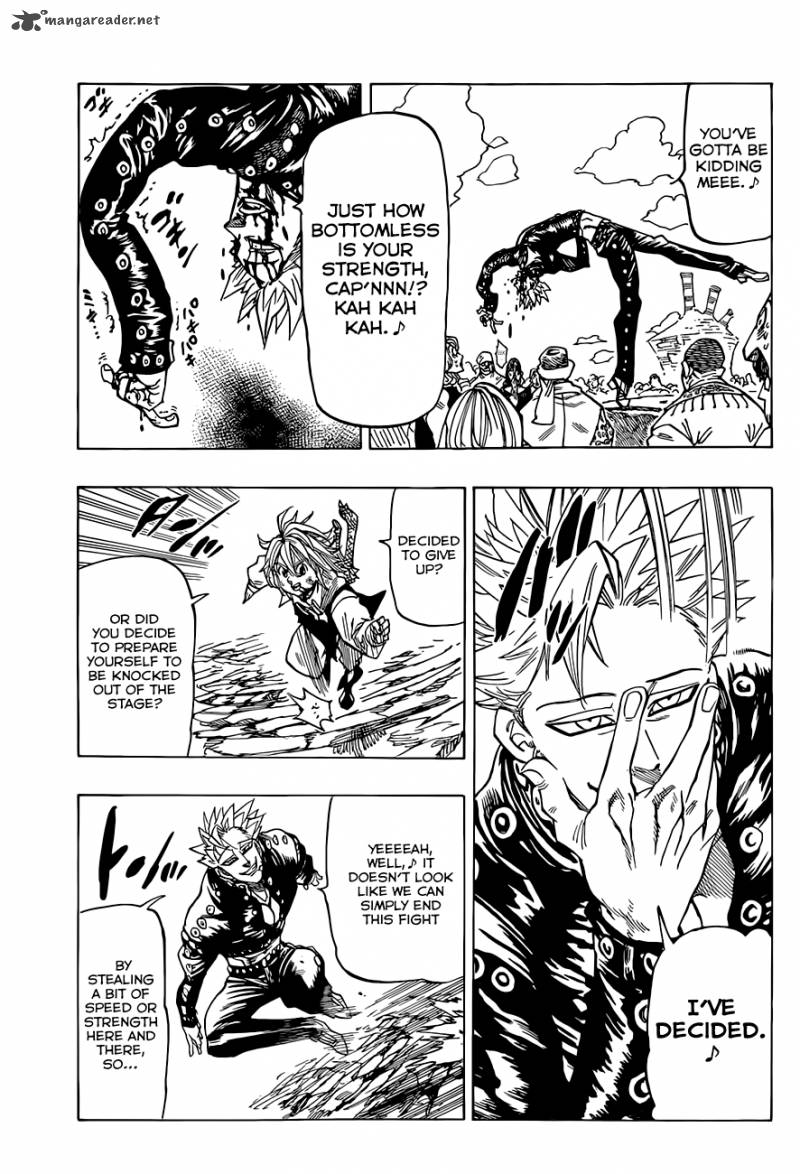 mangareader.net
YOU'VE
GOTTA BE
KIDDING
MEEE. ♪
JUST HOW
BOTTOMLESS
IS YOUR
STRENGTH,
CAP'NNN!?
KAH KAH
KAH. ♪
I'VE
DECIDED.
♪
DECIDED
TO GIVE
UP?
OR DID
YOU DECIDE
TO PREPARE
YOURSELF TO
BE KNOCKED
OUT OF THE
STAGE?
YEEEEAH,
WELL, ♪ IT
DOESN'T LOOK
LIKE WE CAN
SIMPLY END
THIS FIGHT
BY
STEALING
A BIT OF
SPEED OR
STRENGTH
HERE AND
THERE,
SO...